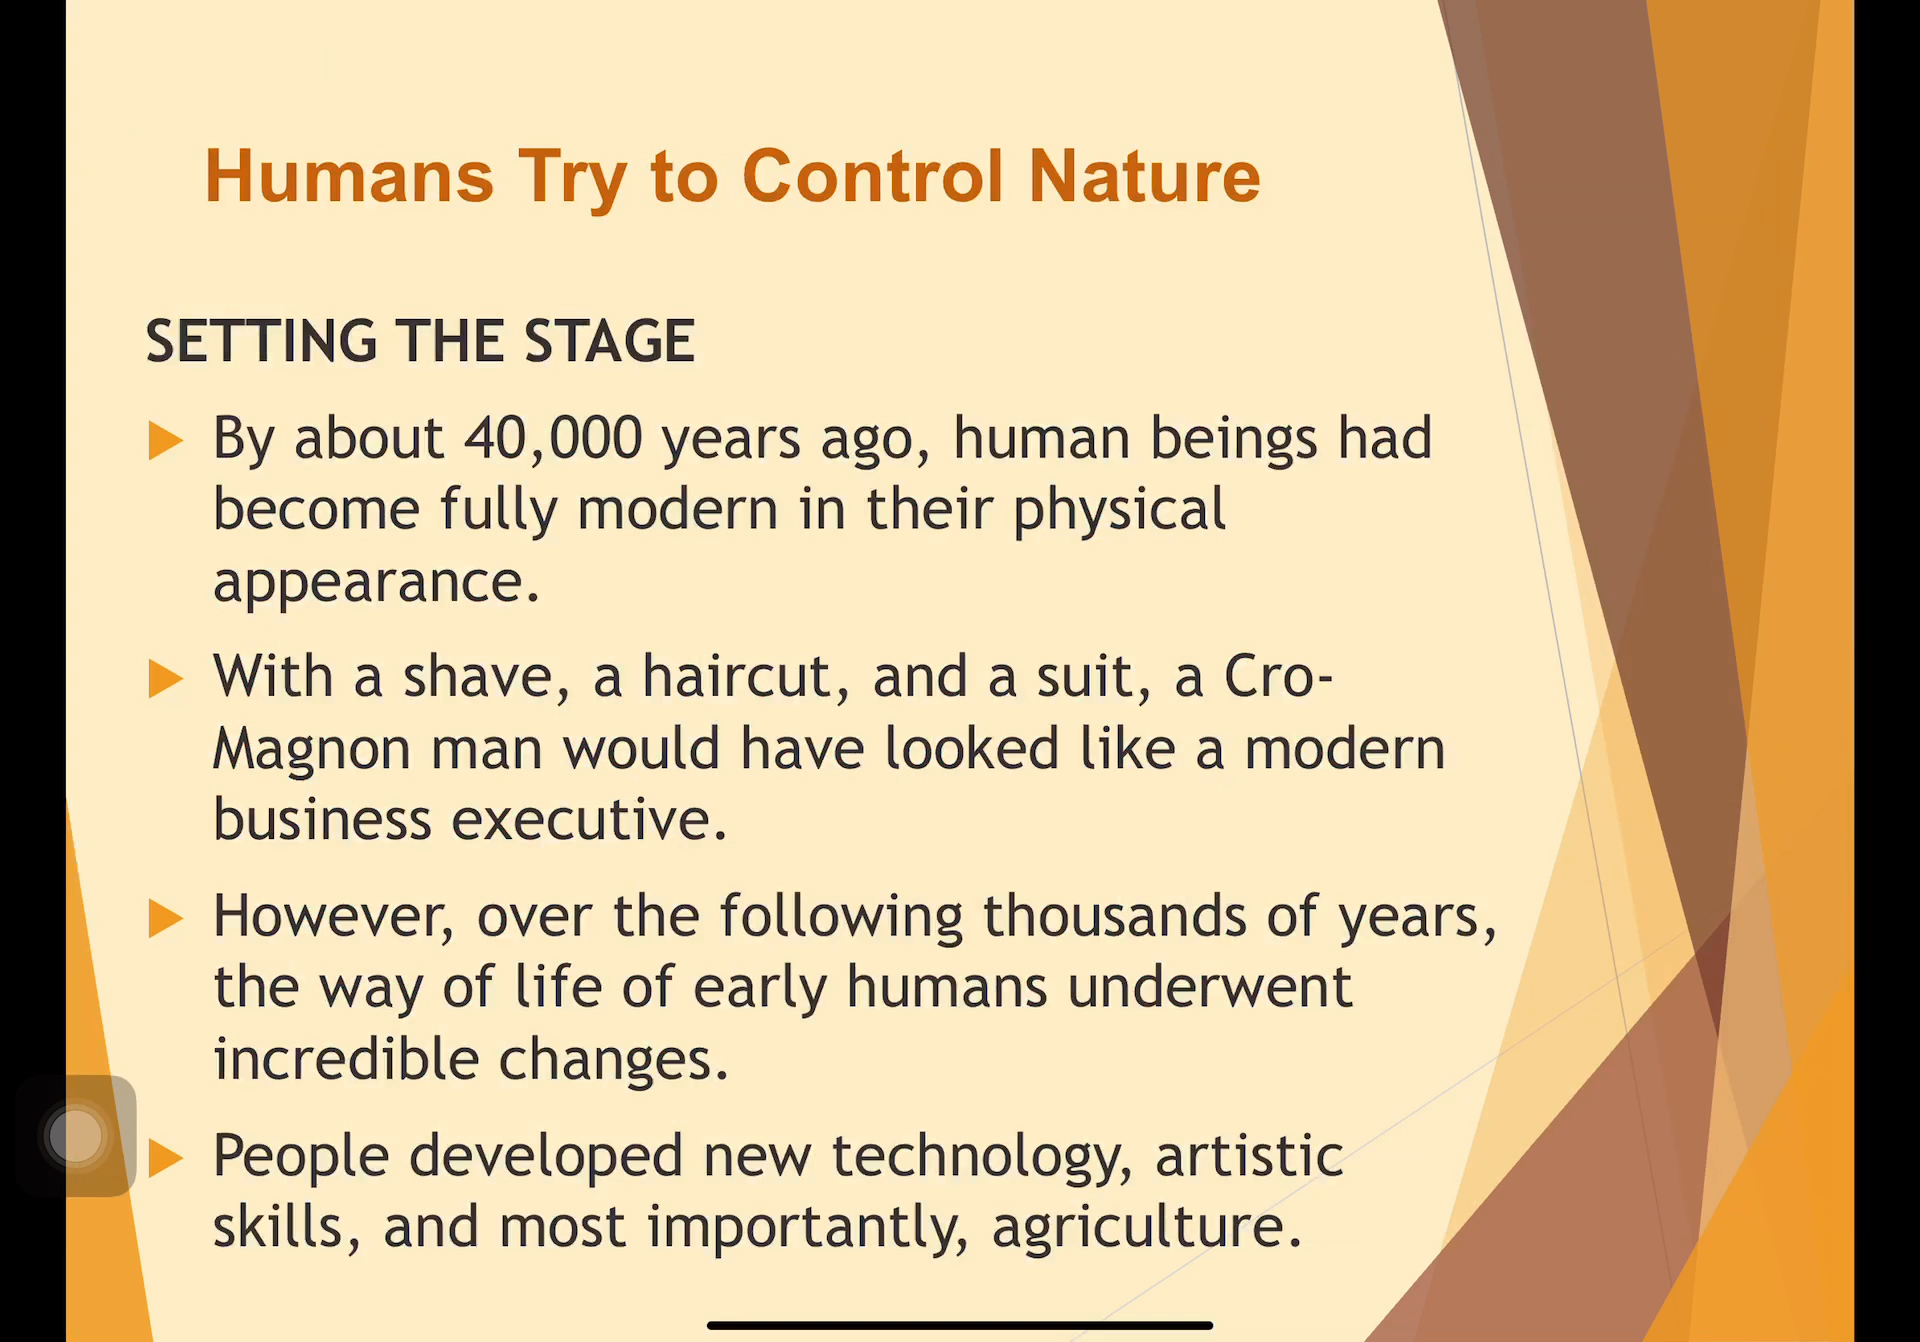 Humans Try to Control Nature
SETTING THE STAGE
By about 40,000 years ago, human beings had
become fully modern in their physical
appearance.
With a shave, a haircut, and a suit, a Cro-
Magnon man would have looked like a modern
business executive.
However, over the following thousands of years,
the way of life of early humans underwent
incredible changes.
People developed new technology, artistic
skills, and most importantly, agriculture.